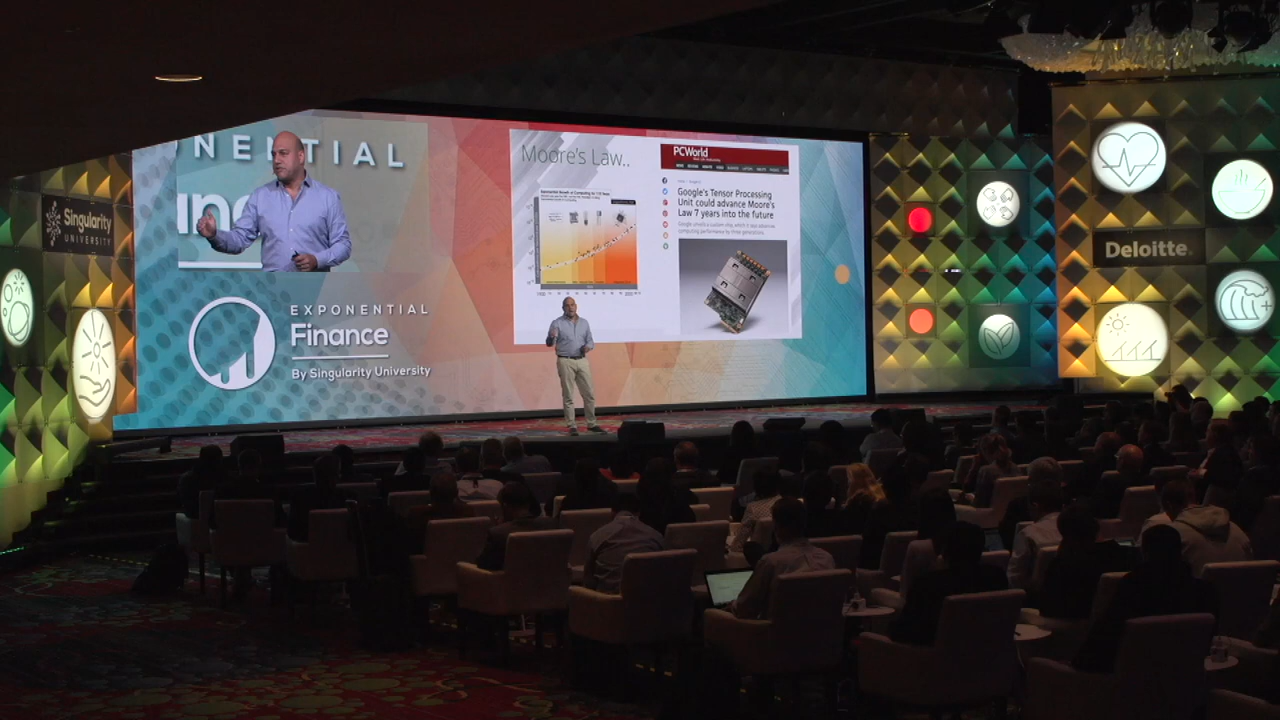 NENTIAL
Singularity
UNIVERSITY
EXPONENTIAL
Finance
By Singularity University
Moore's Law..
PCWorld
Google's Tensor Processing
Unit could advance Moore's
Law 7 years into the future
Deloitte.